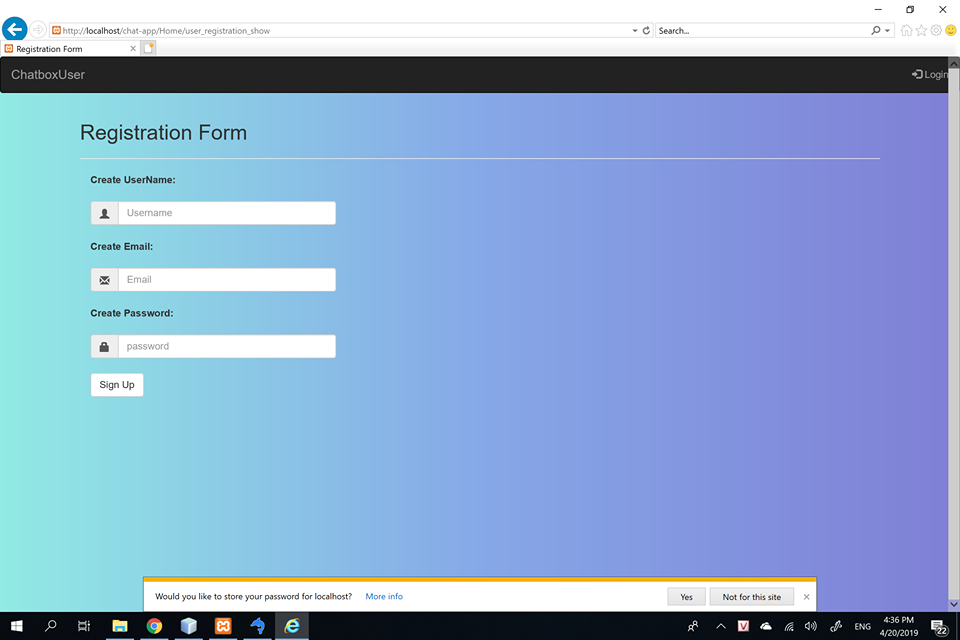 http://localhost/chat-app/Home/user_registration_show
Search...
Registration Form
ChatboxUser
Login
Registration Form
Create UserName:
Username
Create Email:
Email
Create Password:
password
Sign Up
Would you like to store your password for localhost? More info Yes Not for this site
ENG
4:36 PM
4/20/2019
22